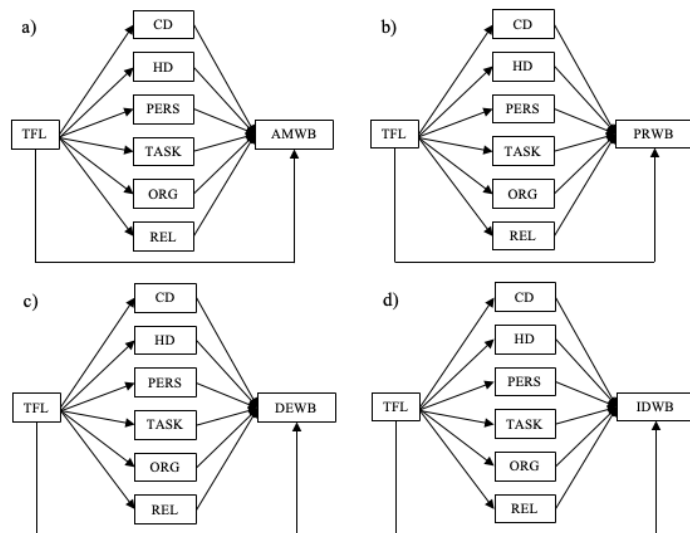 a)
CD
HD
PERS
TFL
AMWB
TASK
ORG
REL
b)
CD
HD
PERS
TFL
PRWB
TASK
ORG
REL
c)
CD
HD
PERS
TFL
DEWB
TASK
ORG
REL
d)
CD
HD
PERS
TFL
IDWB
TASK
ORG
REL